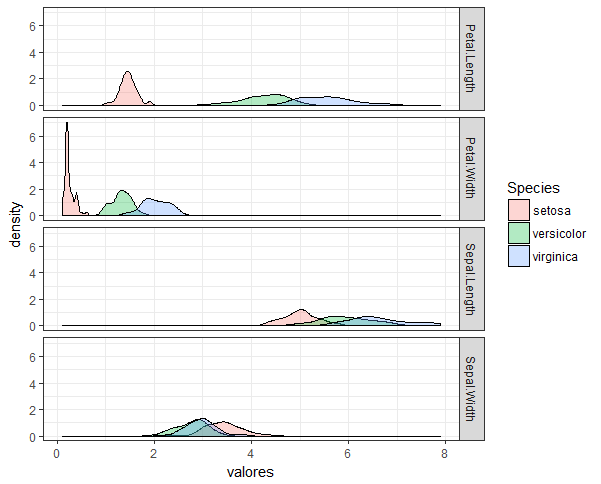 6
4
2
0
Petal.Length
6
4
2
0
Petal.Width
6
4
2
0
Sepal.Length
6
4
2
0
Sepal.Width
0 2 4 6 8
valores
density
Species
setosa
versicolor
virginica